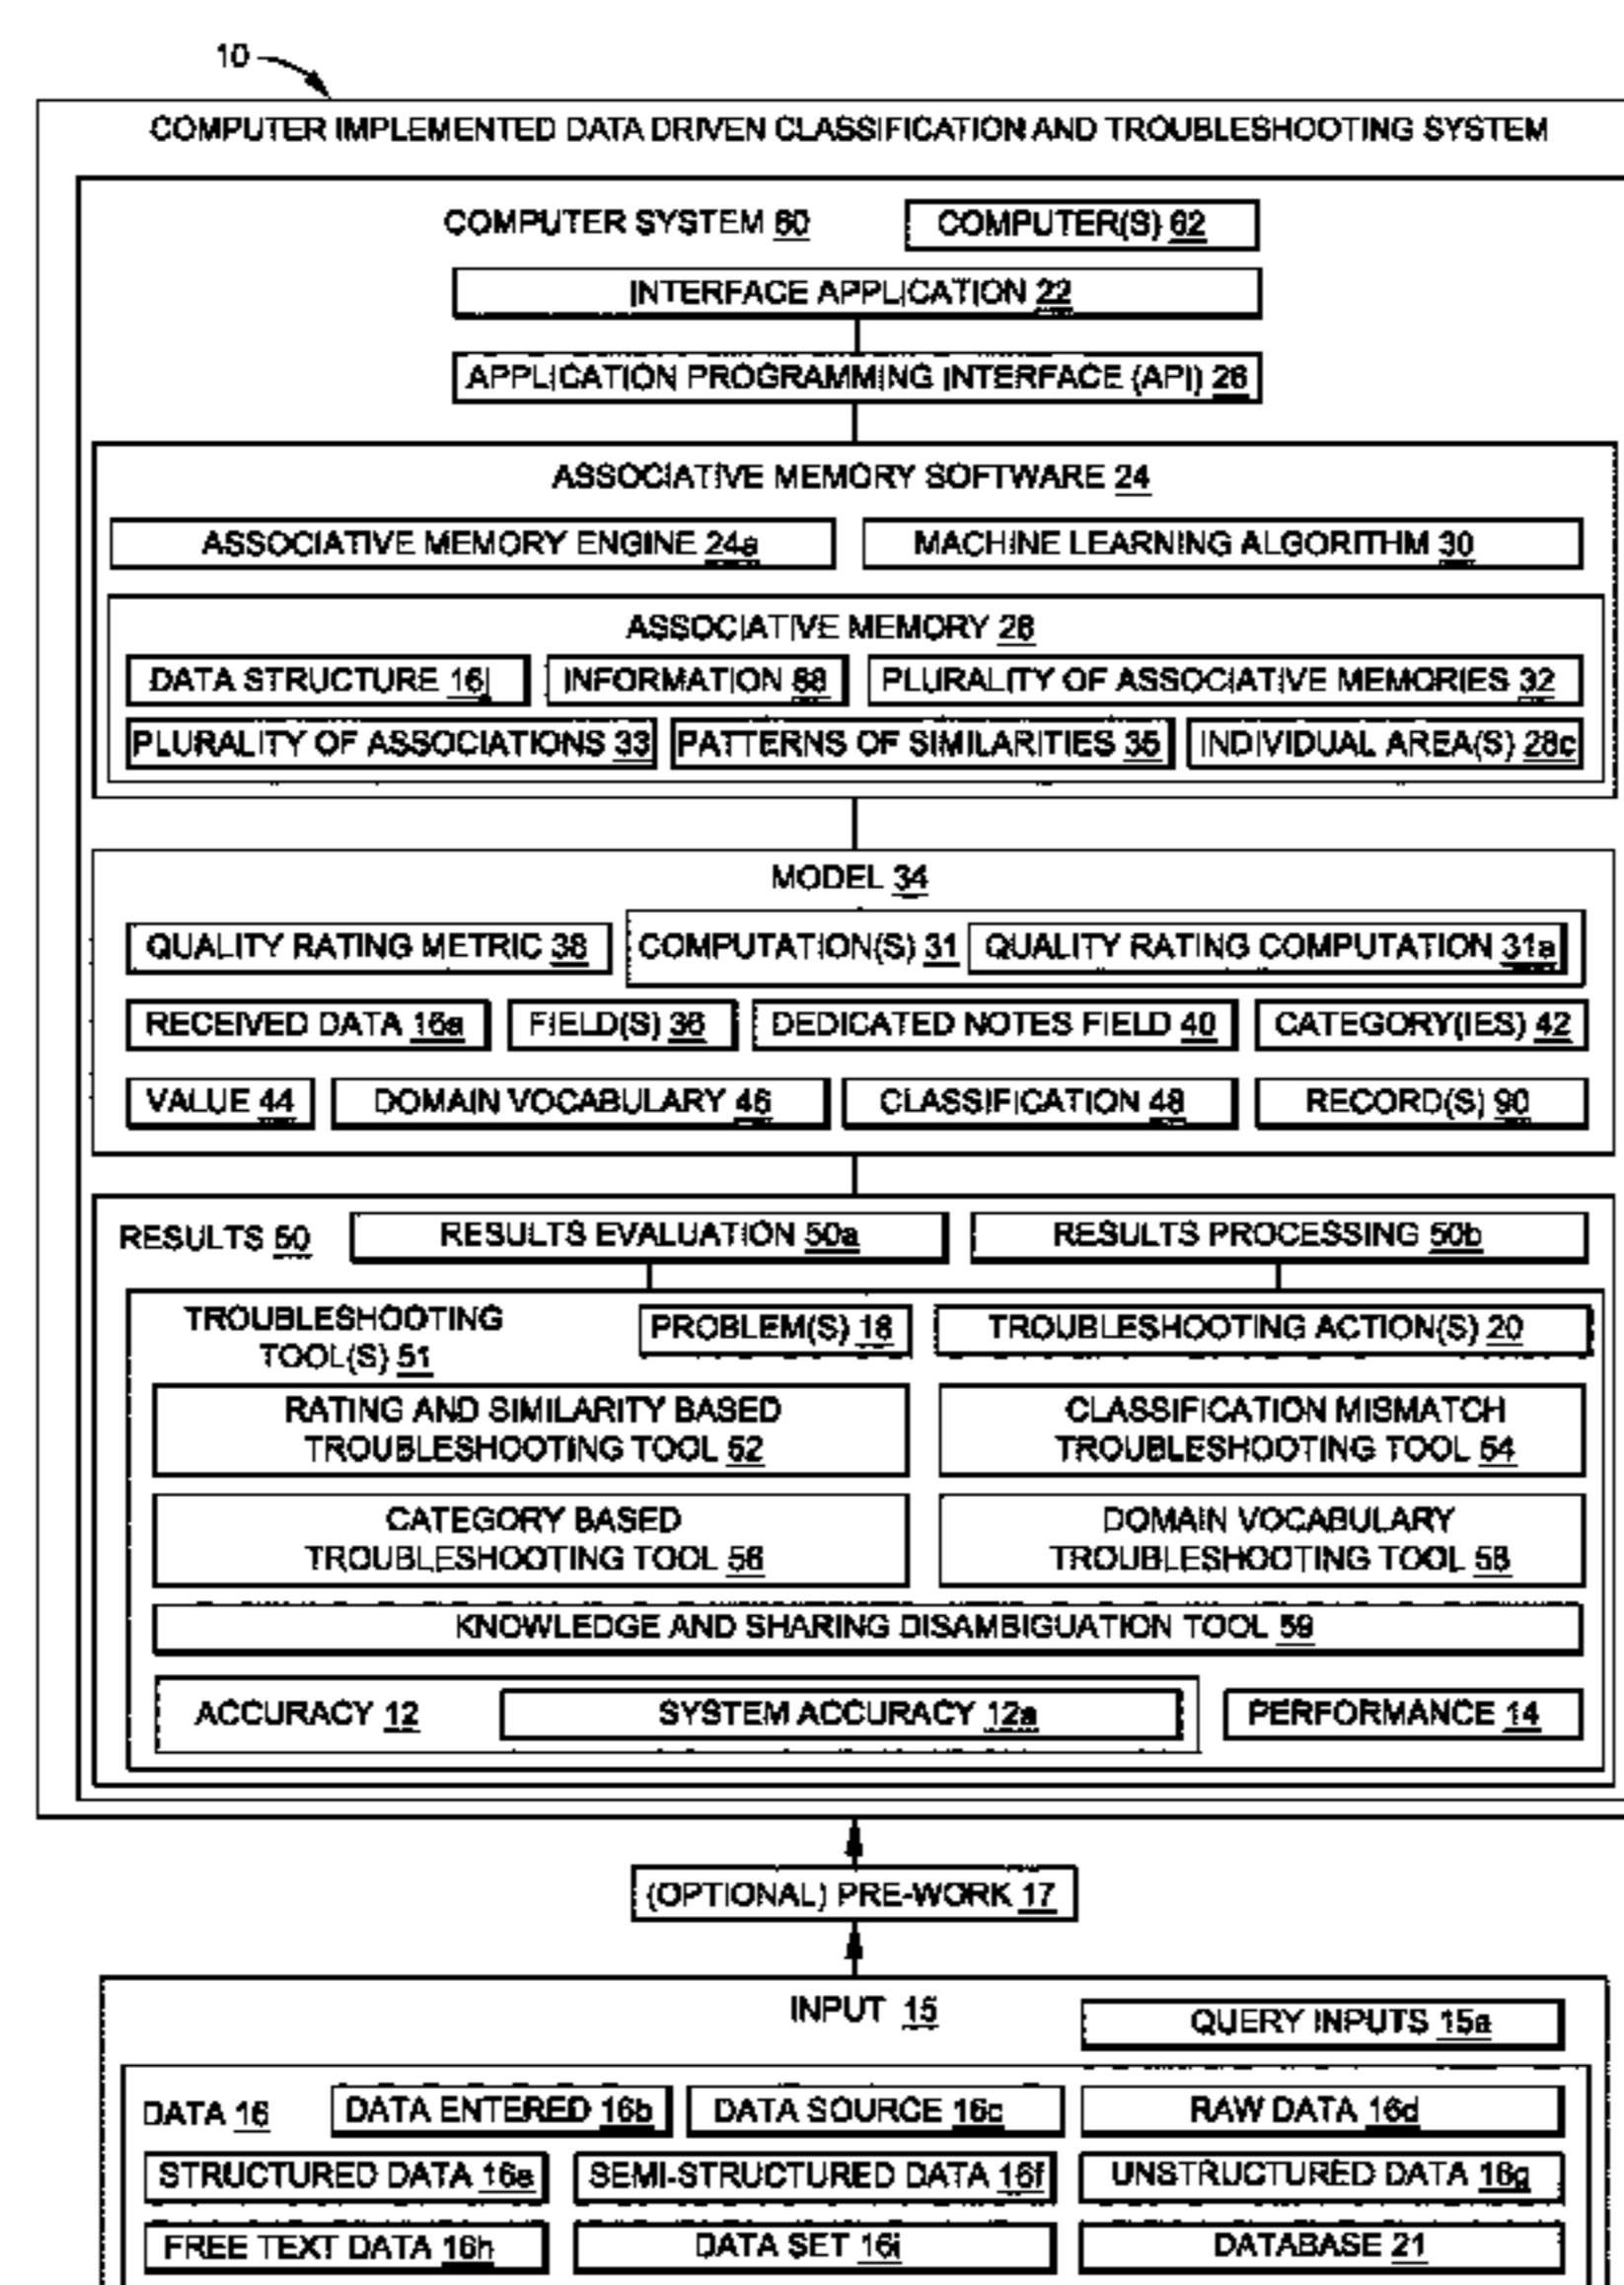 10
COMPUTER IMPLEMENTED DATA DRIVEN CLASSIFICATION AND TROUBLESHOOTING SYSTEM
COMPUTER SYSTEM 60
COMPUTER(S) 62
INTERFACE APPLICATION 22
APPLICATION PROGRAMMING INTERFACE (API) 26
ASSOCIATIVE MEMORY SOFTWARE 24
ASSOCIATIVE MEMORY ENGINE 24a
MACHINE LEARNING ALGORITHM 30
ASSOCIATIVE MEMORY 28
DATA STRUCTURE 16j
INFORMATION 88
PLURALITY OF ASSOCIATIVE MEMORIES 32
PLURALITY OF ASSOCIATIONS 33
PATTERNS OF SIMILARITIES 35
INDIVIDUAL AREA(S) 28c
MODEL 34
QUALITY RATING METRIC 38
COMPUTATION(S) 31
QUALITY RATING COMPUTATION 31a
RECEIVED DATA 16a
FIELD(S) 36
DEDICATED NOTES FIELD 40
CATEGORY(IES) 42
VALUE 44
DOMAIN VOCABULARY 46
CLASSIFICATION 48
RECORD(S) 90
RESULTS 50
RESULTS EVALUATION 50a
RESULTS PROCESSING 50b
TROUBLESHOOTING
TOOL(S) 51
PROBLEM(S) 18
TROUBLESHOOTING ACTION(S) 20
RATING AND SIMILARITY BASED
TROUBLESHOOTING TOOL 52
CLASSIFICATION MISMATCH
TROUBLESHOOTING TOOL 54
CATEGORY BASED
TROUBLESHOOTING TOOL 56
DOMAIN VOCABULARY
TROUBLESHOOTING TOOL 58
KNOWLEDGE AND SHARING DISAMBIGUATION TOOL 59
ACCURACY 12
SYSTEM ACCURACY 12a
PERFORMANCE 14
(OPTIONAL) PRE-WORK 17
INPUT 15
QUERY INPUTS 15a
DATA 16
DATA ENTERED 16b
DATA SOURCE 16c
RAW DATA 16d
STRUCTURED DATA 16e
SEMI-STRUCTURED DATA 16f
UNSTRUCTURED DATA 16g
FREE TEXT DATA 16h
DATA SET 16i
DATABASE 21